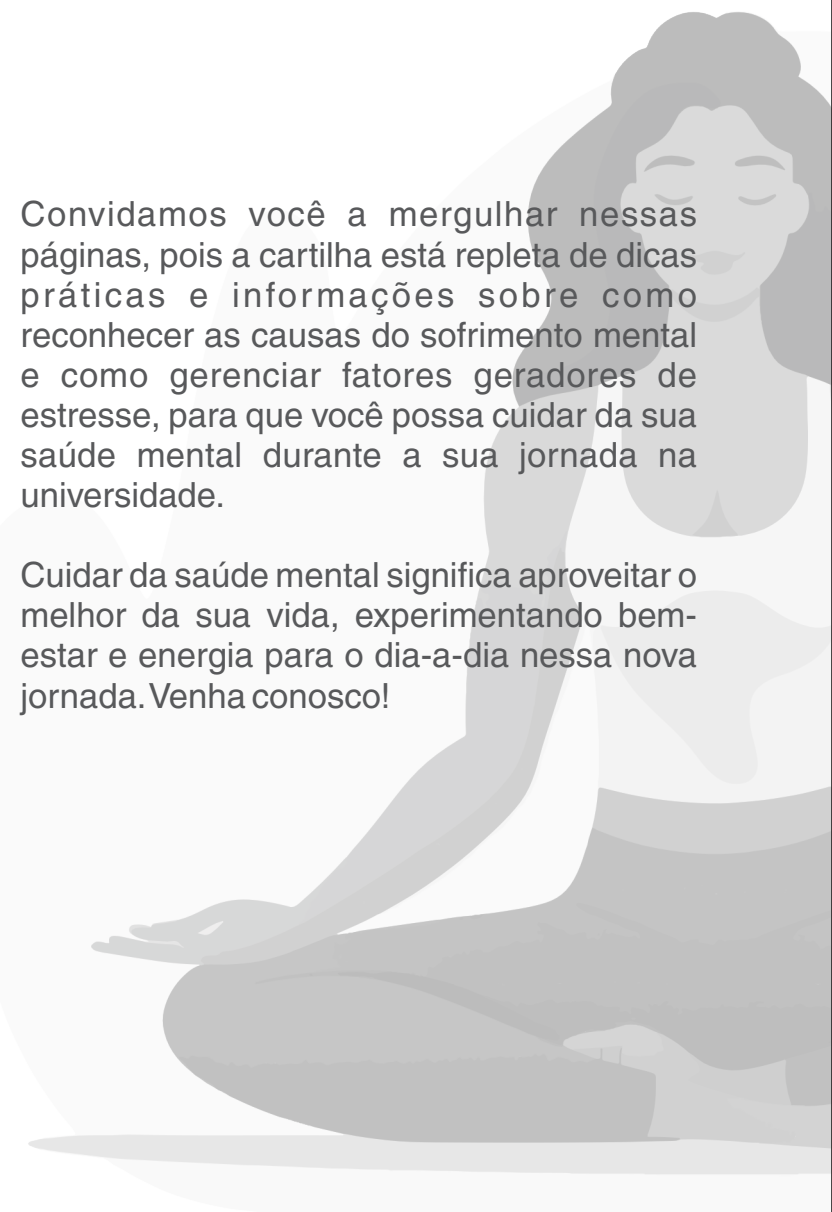 Convidamos você a mergulhar nessas
páginas, pois a cartilha está repleta de dicas
práticas e informações sobre como
reconhecer as causas do sofrimento mental
e como gerenciar fatores geradores de
estresse, para que você possa cuidar da sua
saúde mental durante a sua jornada na
universidade.
Cuidar da saúde mental significa aproveitar o
melhor da sua vida, experimentando bem-
estar e energia para o dia-a-dia nessa nova
jornada. Venha conosco!